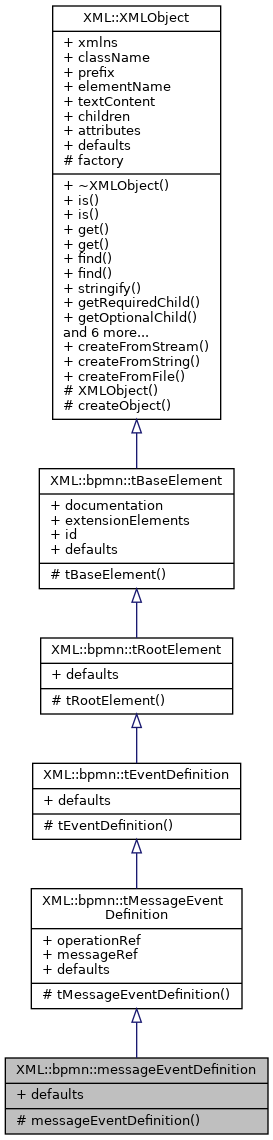 XML::XMLObject
+ xmlns
+ className
+ prefix
+ elementName
+ textContent
+ children
+ attributes
+ defaults
# factory
+ ~XMLObject()
+ is()
+ is()
+ get()
+ get()
+ find()
+ find()
+ stringify()
+ getRequiredChild()
+ getOptionalChild()
and 6 more...
+ createFromStream()
+ createFromString()
+ createFromFile()
# XMLObject()
# createObject()
XML::bpmn::tBaseElement
+ documentation
+ extensionElements
+ id
+ defaults
# tBaseElement()
XML::bpmn::tRootElement
+ defaults
# tRootElement()
XML::bpmn::tEventDefinition
+ defaults
# tEventDefinition()
XML::bpmn::tMessageEvent
Definition
+ operationRef
+ messageRef
+ defaults
# tMessageEventDefinition()
XML::bpmn::messageEventDefinition
+ defaults
# messageEventDefinition()